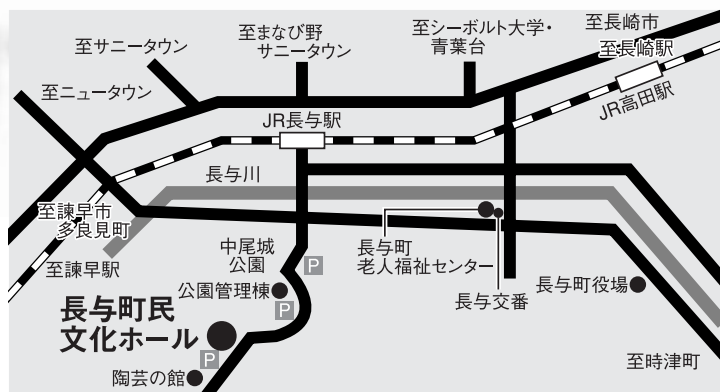 至サニータウン
至まなび野
サニータウン
至シーボルト大学・
青葉台
至長崎市
至長崎駅
至ニュータウン
JR長与駅
JR高田駅
長与川
至諫早市
多良見町
至諫早駅
中尾城
公園
P
長与町
老人福祉センター
公園管理棟
P
長与交番
長与町役場
長与町民
文化ホール
P
陶芸の館
至時津町